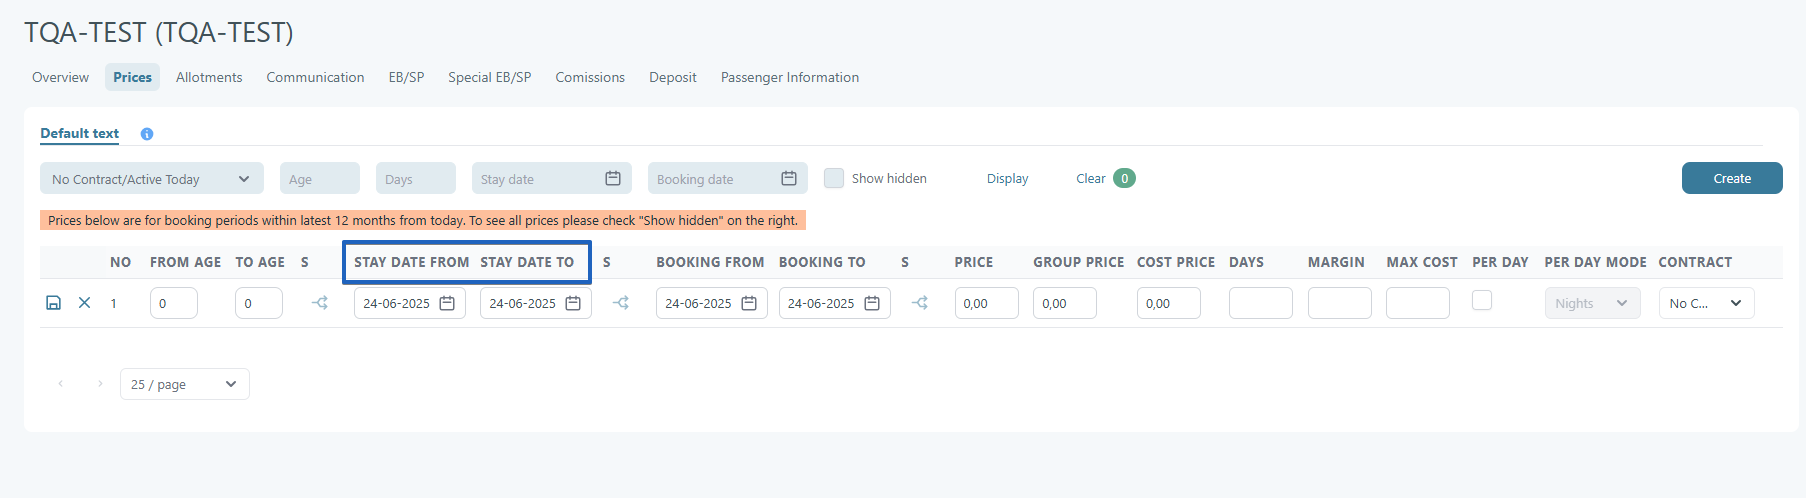 TQA-TEST (TQA-TEST)
Overview Prices Allotments Communication EB/SP Special EB/SP Comissions Deposit Passenger Information
Default text
No Contract/Active Today Age Days Stay date Booking date Show hidden Display Clear 0 Create
Prices below are for booking periods within latest 12 months from today. To see all prices please check "Show hidden" on the right.
NO FROM AGE TO AGE S STAY DATE FROM STAY DATE TO S BOOKING FROM BOOKING TO S PRICE GROUP PRICE COST PRICE DAYS MARGIN MAX COST PER DAY PER DAY MODE CONTRACT
1 0 0 24-06-2025 24-06-2025 24-06-2025 24-06-2025 0,00 0,00 0,00 Nights No C...
25 / page